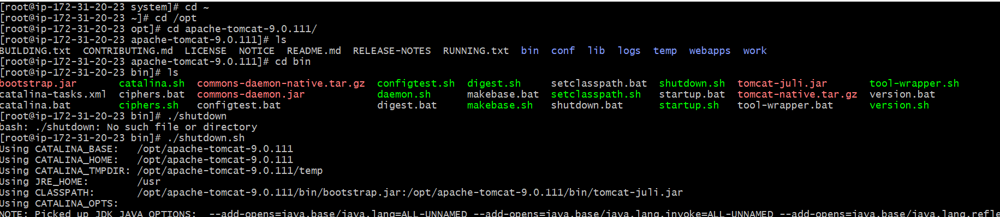 [root@ip-172-31-20-23 system]# cd ~
[root@ip-172-31-20-23 ~]# cd /opt
[root@ip-172-31-20-23 opt]# cd apache-tomcat-9.0.111/
[root@ip-172-31-20-23 apache-tomcat-9.0.111]# ls
BUILDING.txt  CONTRIBUTING.md  LICENSE  NOTICE  README.md  RELEASE-NOTES  RUNNING.txt  bin  conf  lib  logs  temp  webapps  work
[root@ip-172-31-20-23 apache-tomcat-9.0.111]# cd bin
[root@ip-172-31-20-23 bin]# ls
bootstrap.jar       catalina.sh  commons-daemon-native.tar.gz  configtest.sh  digest.sh     setclasspath.bat  shutdown.sh  tomcat-juli.jar       tool-wrapper.sh
catalina-tasks.xml  ciphers.bat  commons-daemon.jar            daemon.sh      makebase.bat  setclasspath.sh   startup.bat  tomcat-native.tar.gz  version.bat
catalina.bat        ciphers.sh   configtest.bat                digest.bat     makebase.sh   shutdown.bat      startup.sh   tool-wrapper.bat      version.sh
[root@ip-172-31-20-23 bin]# ./shutdown
bash: ./shutdown: No such file or directory
[root@ip-172-31-20-23 bin]# ./shutdown.sh
Using CATALINA_BASE:   /opt/apache-tomcat-9.0.111
Using CATALINA_HOME:   /opt/apache-tomcat-9.0.111
Using CATALINA_TMPDIR: /opt/apache-tomcat-9.0.111/temp
Using JRE_HOME:        /usr
Using CLASSPATH:       /opt/apache-tomcat-9.0.111/bin/bootstrap.jar:/opt/apache-tomcat-9.0.111/bin/tomcat-juli.jar
Using CATALINA_OPTS:
NOTE: Picked up JDK_JAVA_OPTIONS:  --add-opens=java.base/java.lang=ALL-UNNAMED --add-opens=java.base/java.lang.invoke=ALL-UNNAMED --add-opens=java.base/java.lang.refle